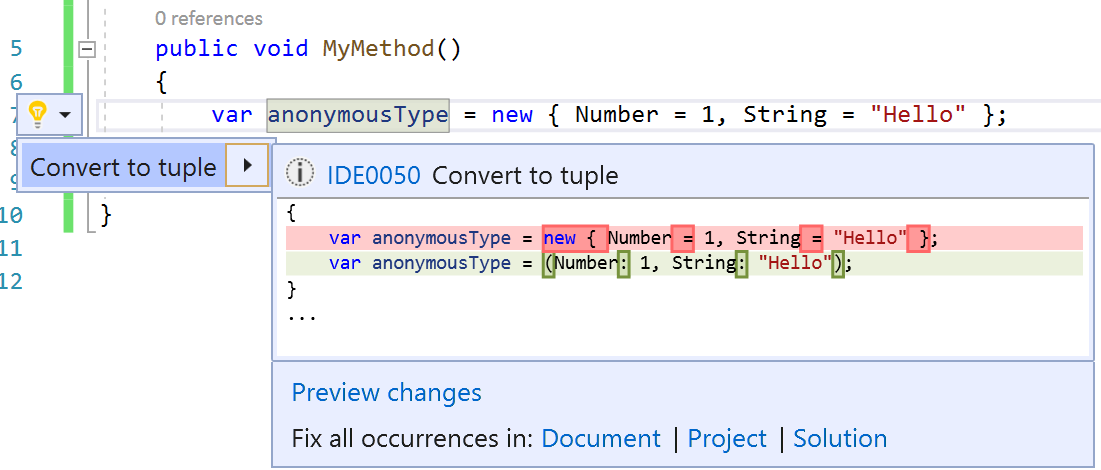 0 references
5 public void MyMethod()
6 {
7 var anonymousType = new { Number = 1, String = "Hello" };
8
Convert to tuple
9
10 }
11
12
IDE0050 Convert to tuple
{
var anonymousType = new { Number = 1, String = "Hello" };
var anonymousType = (Number: 1, String: "Hello");
}
...
Preview changes
Fix all occurrences in: Document | Project | Solution